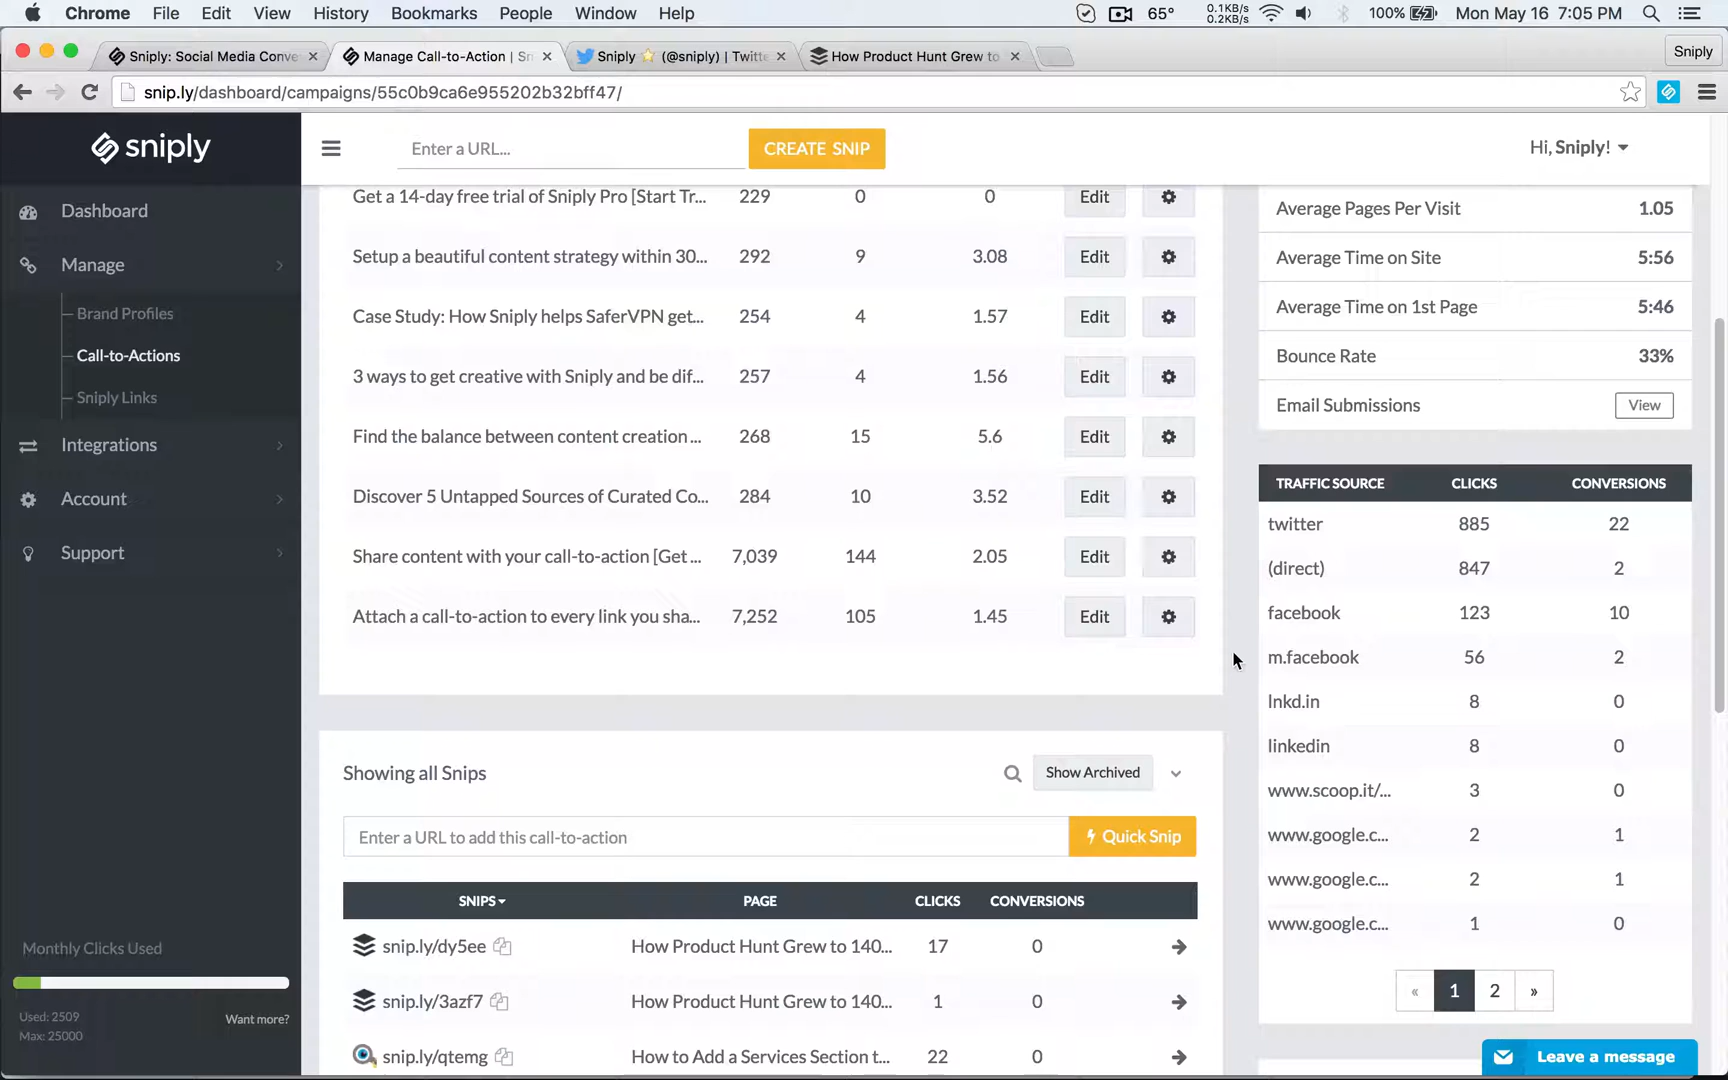 Chrome File Edit View History Bookmarks People Window Help 65° 0.1KB/s 0.2KB/s 100% Mon May 16 7:05 PM
Sniply: Social Media Conve
Manage Call-to-Action | Sn
Sniply ⭐ (@sniply) | Twitte
How Product Hunt Grew to
Sniply
snip.ly/dashboard/campaigns/55c0b9ca6e955202b32bff47/
sniply
Enter a URL...
CREATE SNIP
Hi, Sniply!
Dashboard
Manage
Brand Profiles
Call-to-Actions
Sniply Links
Integrations
Account
Support
Monthly Clicks Used
Used: 2509
Max: 25000
Want more?
Get a 14-day free trial of Sniply Pro [Start Tr... 229 0 0 Edit
Setup a beautiful content strategy within 30... 292 9 3.08 Edit
Case Study: How Sniply helps SaferVPN get... 254 4 1.57 Edit
3 ways to get creative with Sniply and be dif... 257 4 1.56 Edit
Find the balance between content creation ... 268 15 5.6 Edit
Discover 5 Untapped Sources of Curated Co... 284 10 3.52 Edit
Share content with your call-to-action [Get ... 7,039 144 2.05 Edit
Attach a call-to-action to every link you sha... 7,252 105 1.45 Edit
Showing all Snips
Show Archived
Enter a URL to add this call-to-action
Quick Snip
SNIPS PAGE CLICKS CONVERSIONS
snip.ly/dy5ee How Product Hunt Grew to 140... 17 0
snip.ly/3azf7 How Product Hunt Grew to 140... 1 0
snip.ly/qtemg How to Add a Services Section t... 22 0
Average Pages Per Visit 1.05
Average Time on Site 5:56
Average Time on 1st Page 5:46
Bounce Rate 33%
Email Submissions View
TRAFFIC SOURCE CLICKS CONVERSIONS
twitter 885 22
(direct) 847 2
facebook 123 10
m.facebook 56 2
lnkd.in 8 0
linkedin 8 0
www.scoop.it/... 3 0
www.google.c... 2 1
www.google.c... 2 1
www.google.c... 1 0
« 1 2 »
Leave a message